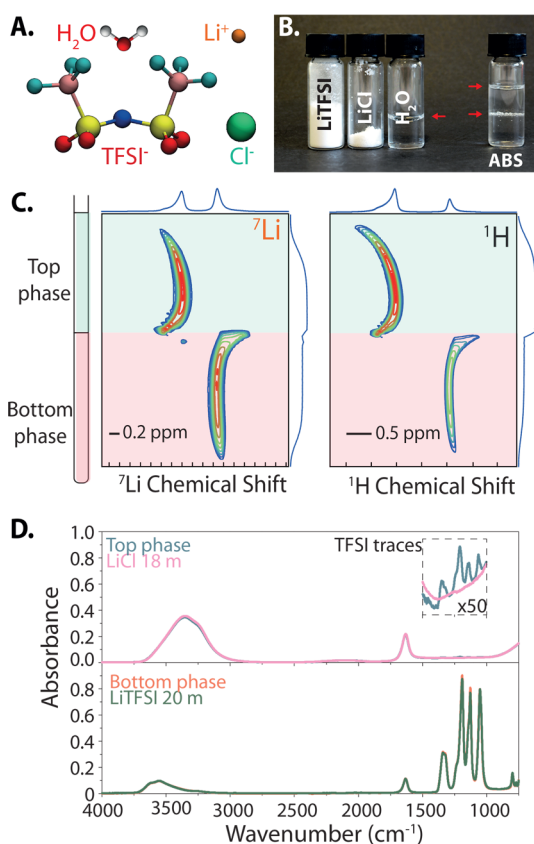 A.
H2O
Li+
TFSI-
Cl-
B.
LiTFSI
LiCl
H2O
ABS
C.
7Li
1H
Top
phase
Bottom
phase
0.2 ppm
0.5 ppm
7Li Chemical Shift
1H Chemical Shift
D.
Absorbance
1.0
0.8
0.6
0.4
0.2
0.0
Top phase
LiCl 18 m
TFSI traces
x50
0.8
0.6
0.4
0.2
0
Bottom phase
LiTFSI 20 m
4000 3500 3000 2500 2000 1500 1000
Wavenumber (cm-1)